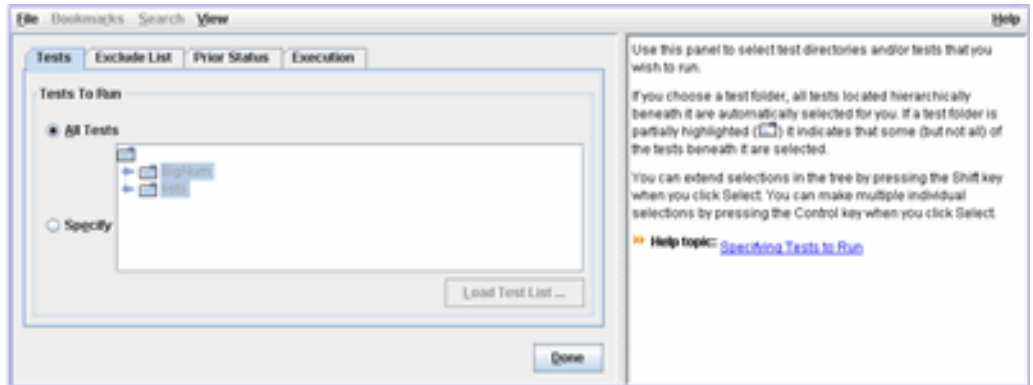 File Bookmarks Search View Help
Tests Exclude List Prior Status Execution
Tests To Run
All Tests
BigNum
lists
Specify
Load Test List ...
Done
Use this panel to select test directories and/or tests that you
wish to run.
If you choose a test folder, all tests located hierarchically
beneath it are automatically selected for you. If a test folder is
partially highlighted ( ) it indicates that some (but not all) of
the tests beneath it are selected.
You can extend selections in the tree by pressing the Shift key
when you click Select. You can make multiple individual
selections by pressing the Control key when you click Select.
Help topic: Specifying Tests to Run